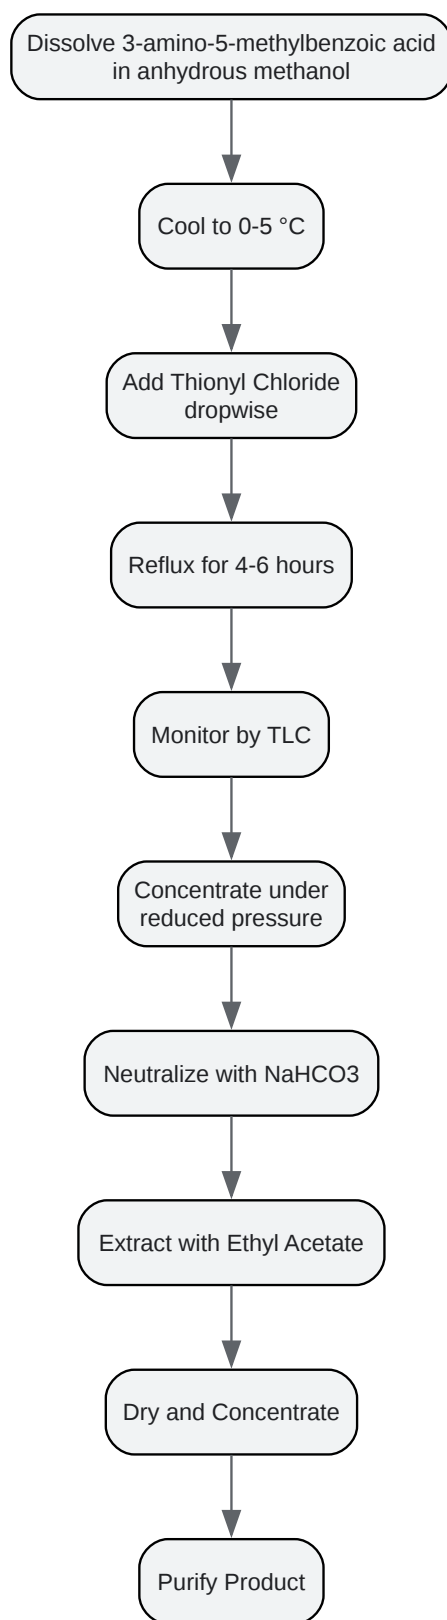 Dissolve 3-amino-5-methylbenzoic acid
in anhydrous methanol
Cool to 0-5 °C
Add Thionyl Chloride
dropwise
Reflux for 4-6 hours
Monitor by TLC
Concentrate under
reduced pressure
Neutralize with NaHCO3
Extract with Ethyl Acetate
Dry and Concentrate
Purify Product